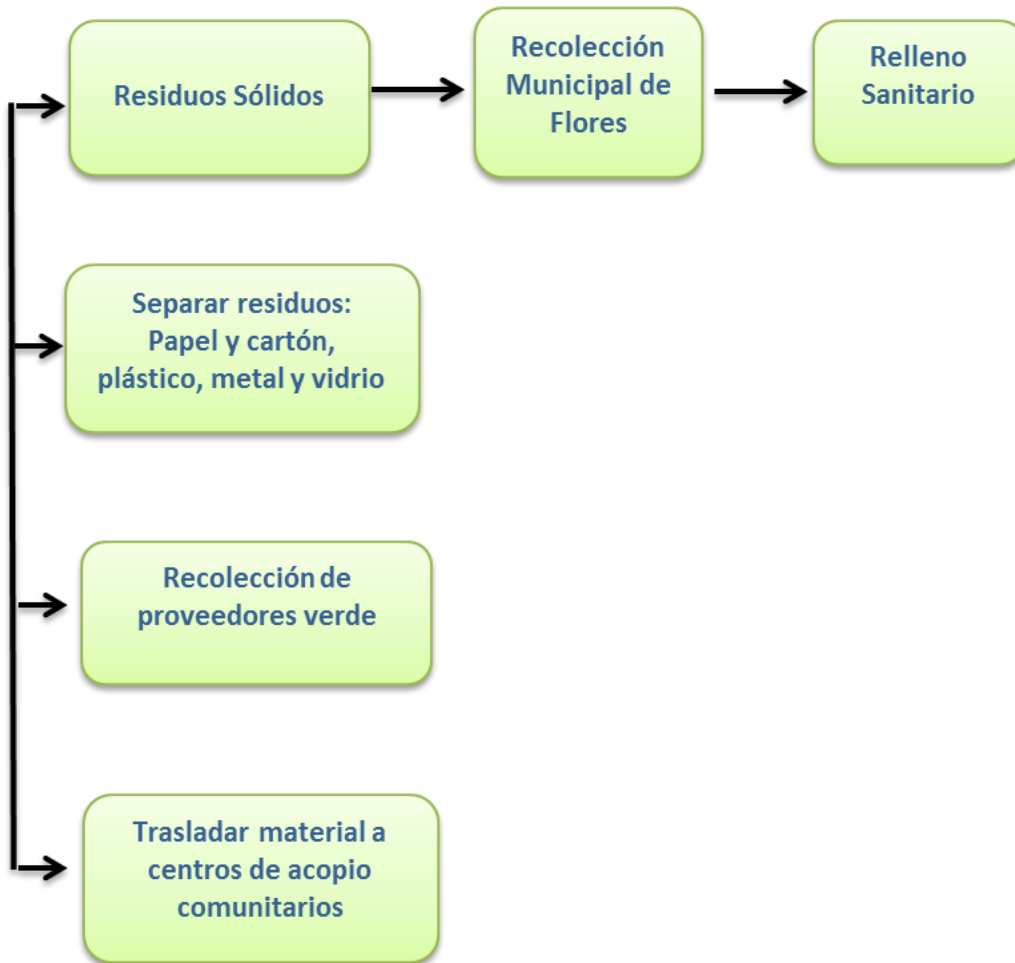 Residuos Sólidos
Recolección
Municipal de
Flores
Relleno
Sanitario
Separar residuos:
Papel y cartón,
plástico, metal y vidrio
Recolección de
proveedores verde
Trasladar material a
centros de acopio
comunitarios